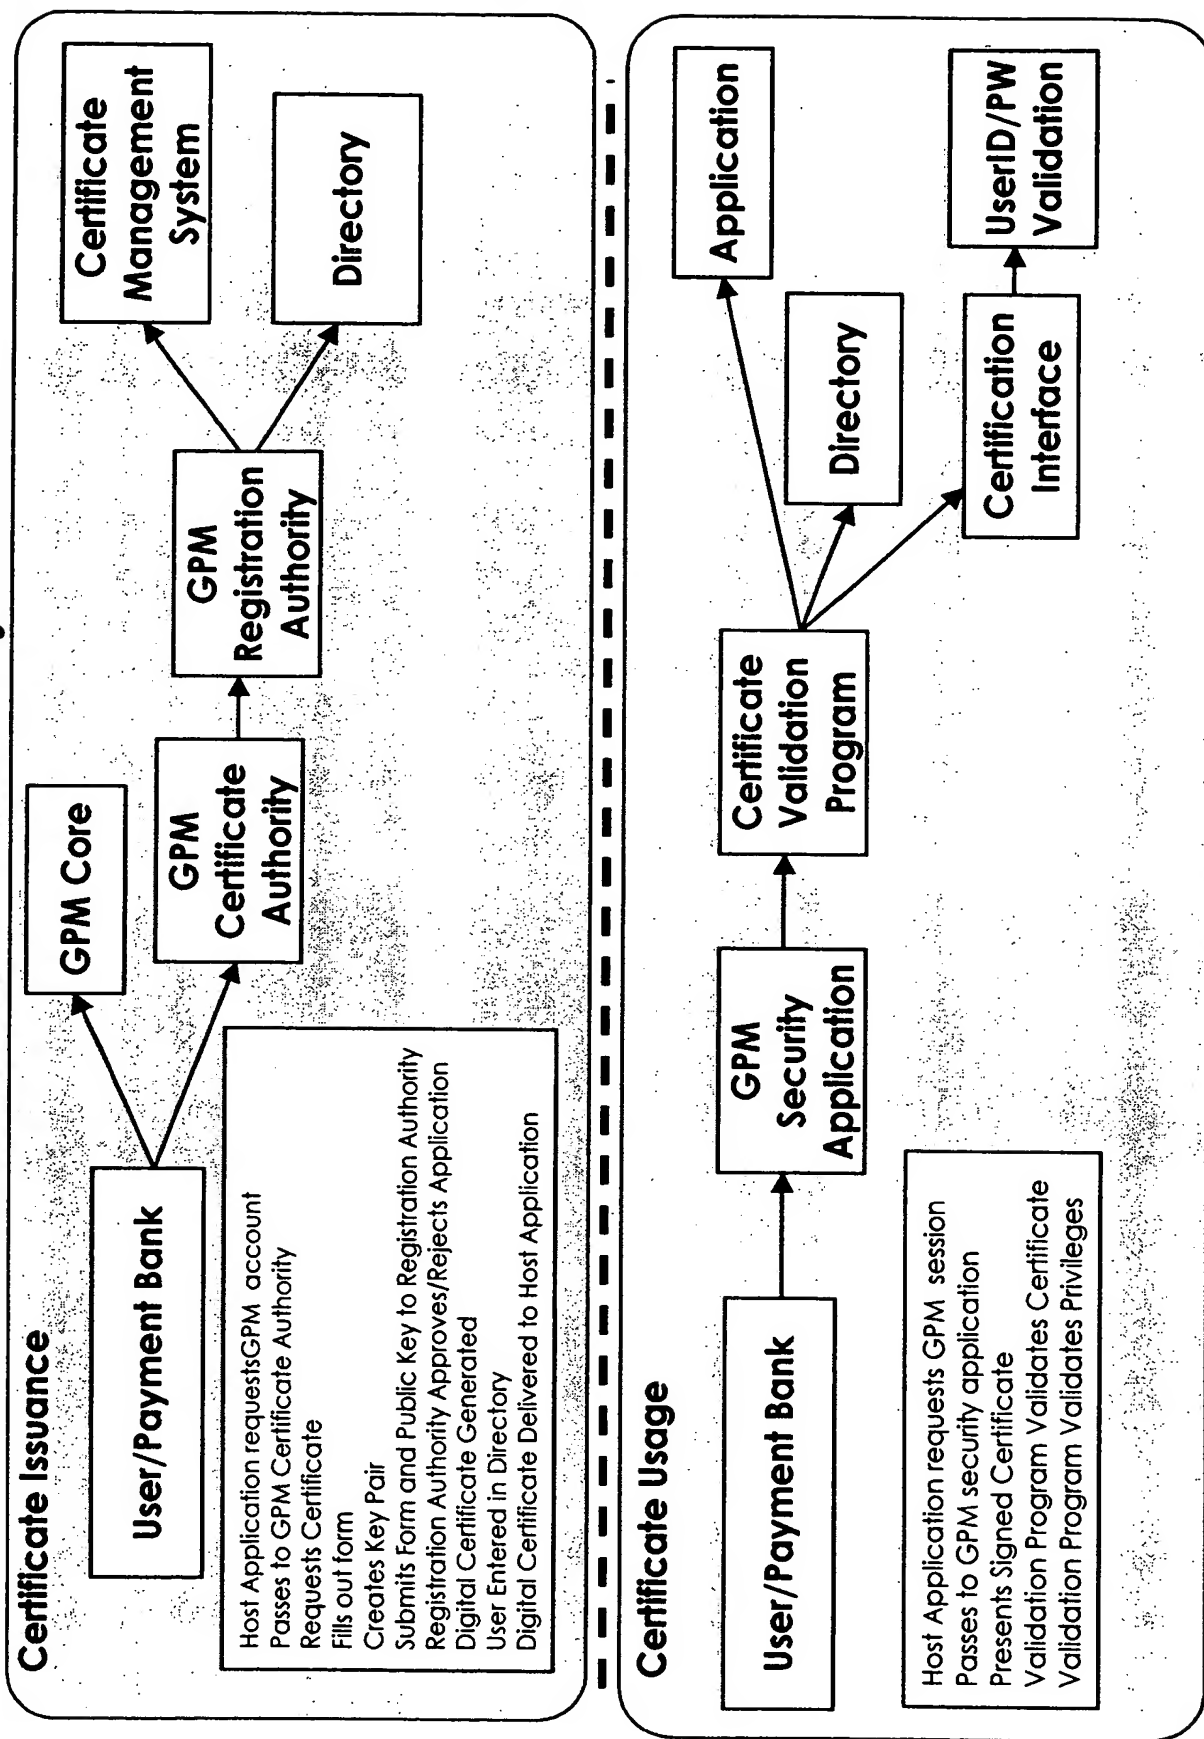 Certificate Issuance
User/Payment Bank
GPM Core
GPM
Certificate
Authority
GPM
Registration
Authority
Certificate
Management
System
Directory
Host Application requestsGPM account
Passes to GPM Certificate Authority
Requests Certificate
Fills out form
Creates Key Pair
Submits Form and Public Key to Registration Authority
Registration Authority Approves/Rejects Application
Digital Certificate Generated
User Entered in Directory
Digital Certificate Delivered to Host Application
Certificate Usage
User/Payment Bank
GPM
Security
Application
Certificate
Validation
Program
Application
Directory
Certification
Interface
UserID/PW
Validation
Host Application requests GPM session
Passes to GPM security application
Presents Signed Certificate
Validation Program Validates Certificate
Validation Program Validates Privileges